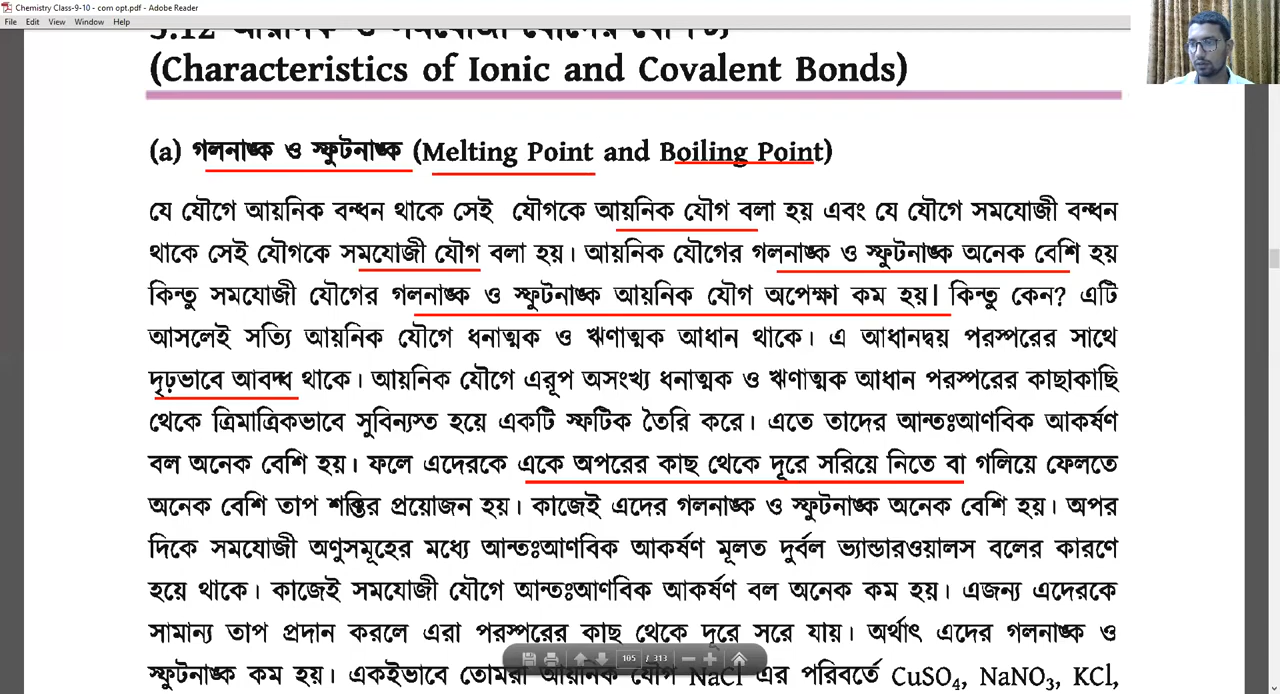 Chemistry Class-9-10 - com opt.pdf - Adobe Reader
File Edit View Window Help
5.12 আয়নিক ও সমযোজী যৌগের বৈশিষ্ট্য
(Characteristics of Ionic and Covalent Bonds)
(a) গলনাঙ্ক ও স্ফুটনাঙ্ক (Melting Point and Boiling Point)
যে যৌগে আয়নিক বন্ধন থাকে সেই যৌগকে আয়নিক যৌগ বলা হয় এবং যে যৌগে সমযোজী বন্ধন
থাকে সেই যৌগকে সমযোজী যৌগ বলা হয়। আয়নিক যৌগের গলনাঙ্ক ও স্ফুটনাঙ্ক অনেক বেশি হয়
কিন্তু সমযোজী যৌগের গলনাঙ্ক ও স্ফুটনাঙ্ক আয়নিক যৌগ অপেক্ষা কম হয়। কিন্তু কেন? এটি
আসলেই সত্যি আয়নিক যৌগে ধনাত্মক ও ঋণাত্মক আধান থাকে। এ আধানদ্বয় পরস্পরের সাথে
দৃঢ়ভাবে আবদ্ধ থাকে। আয়নিক যৌগে এরূপ অসংখ্য ধনাত্মক ও ঋণাত্মক আধান পরস্পরের কাছাকাছি
থেকে ত্রিমাত্রিকভাবে সুবিন্যস্ত হয়ে একটি স্ফটিক তৈরি করে। এতে তাদের আন্তঃআণবিক আকর্ষণ
বল অনেক বেশি হয়। ফলে এদেরকে একে অপরের কাছ থেকে দূরে সরিয়ে নিতে বা গলিয়ে ফেলতে
অনেক বেশি তাপ শক্তির প্রয়োজন হয়। কাজেই এদের গলনাঙ্ক ও স্ফুটনাঙ্ক অনেক বেশি হয়। অপর
দিকে সমযোজী অণুসমূহের মধ্যে আন্তঃআণবিক আকর্ষণ মূলত দুর্বল ভ্যান্ডারওয়ালস বলের কারণে
হয়ে থাকে। কাজেই সমযোজী যৌগে আন্তঃআণবিক আকর্ষণ বল অনেক কম হয়। এজন্য এদেরকে
সামান্য তাপ প্রদান করলে এরা পরস্পরের কাছ থেকে দূরে সরে যায়। অর্থাৎ এদের গলনাঙ্ক ও
105 / 313
স্ফুটনাঙ্ক কম হয়। একইভাবে তোমরা আয়নিক যৌগ NaCl এর পরিবর্তে CuSO₄, NaNO₃, KCl,